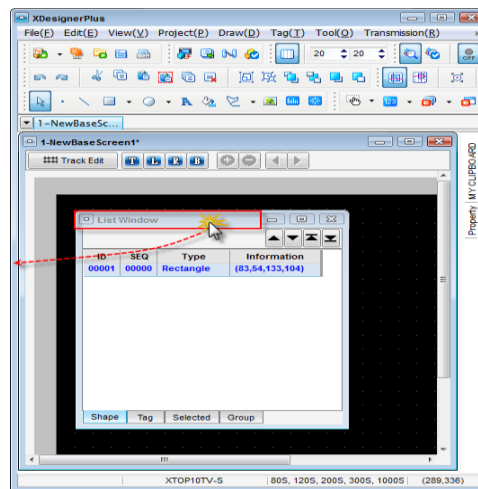 XDesignerPlus
File(F) Edit(E) View(V) Project(P) Draw(D) Tag(T) Tool(O) Transmission(R)
20 20
OFF
A
123
1-NewBaseSc...
1-NewBaseScreen1*
Track Edit T L R B
List Window
ID SEQ Type Information
00001 00000 Rectangle (83,54,133,104)
Shape Tag Selected Group
Property MY CLIPBOARD
XTOP10TV-S 80S, 120S, 200S, 300S, 1000S (289,336)